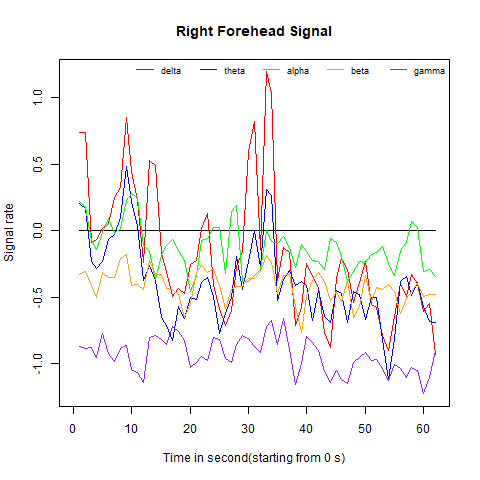 Right Forehead Signal
delta theta alpha beta gamma
1.0
0.5
0.0
-0.5
-1.0
Signal rate
0 10 20 30 40 50 60
Time in second(starting from 0 s)